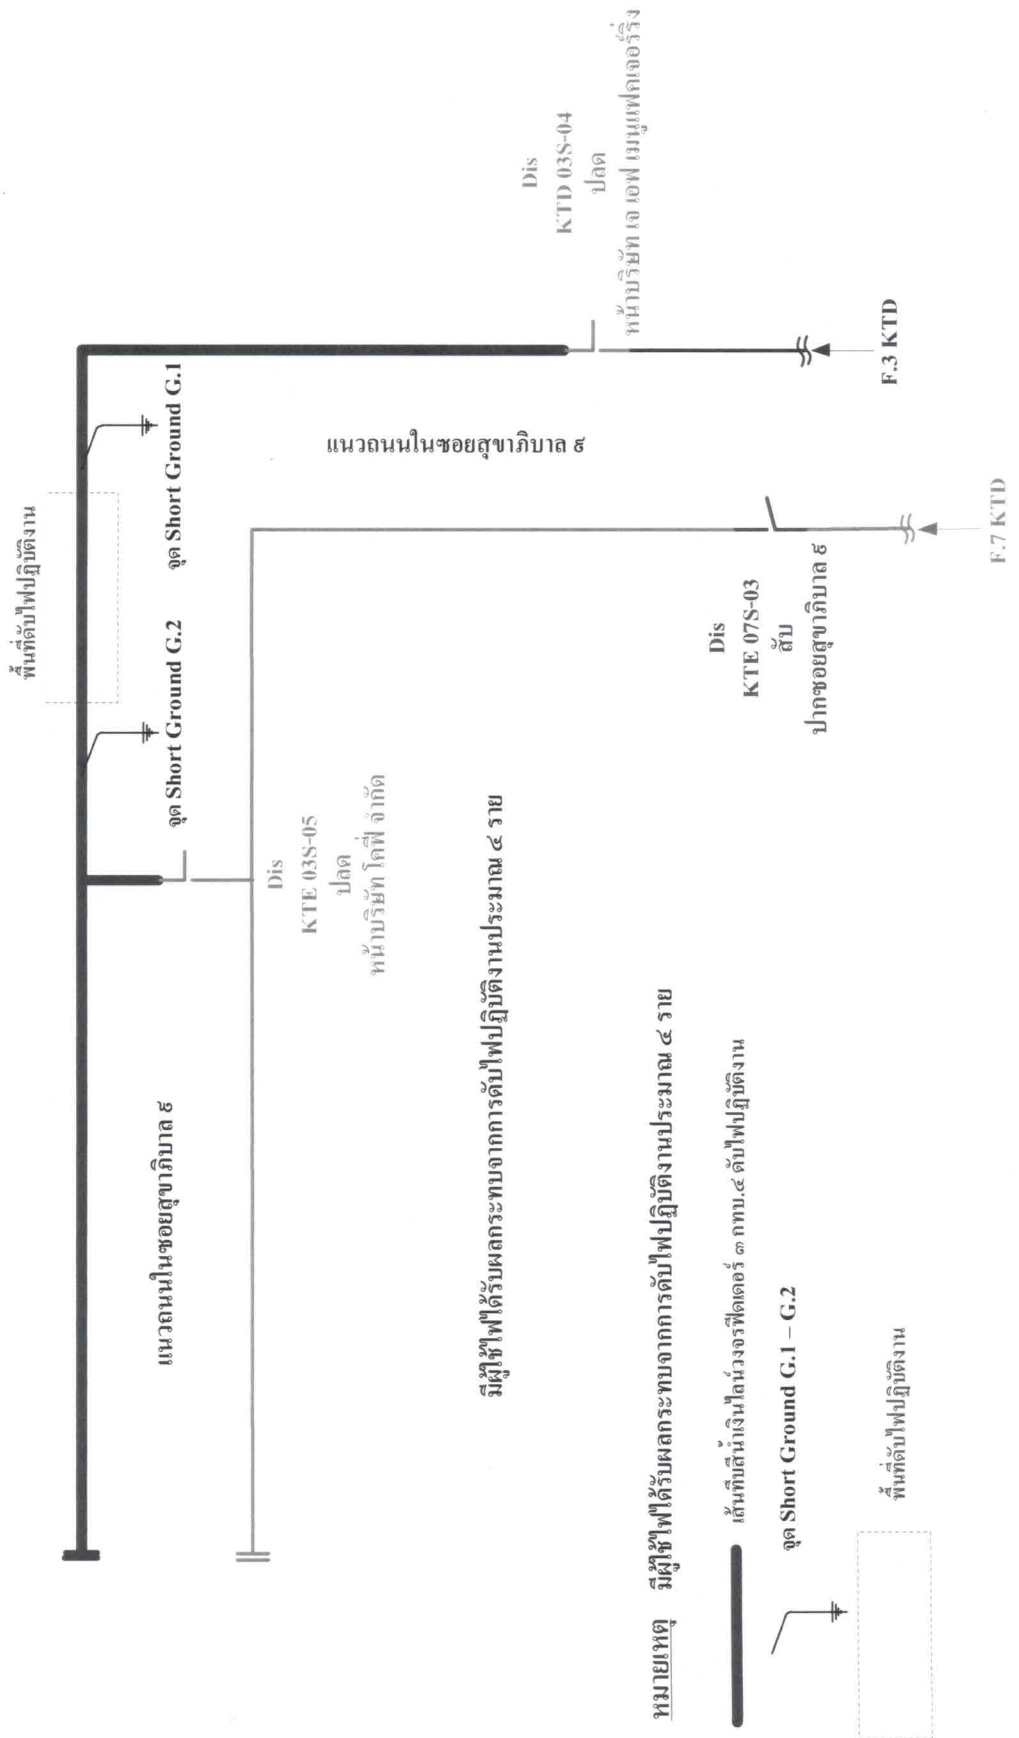 พื้นที่ดับไฟปฏิบัติงาน
จุด Short Ground G.2
จุด Short Ground G.1
แนวถนนในซอยสุขาภิบาล ๕
Dis
KTE 03S-05
ปลด
หน้าบริษัท โคฟี่ จำกัด
แนวถนนในซอยสุขาภิบาล ๕
Dis
KTD 03S-04
ปลด
หน้าบริษัท เจ เอฟ เมนูแฟคเจอร์ริ่ง
มีผู้ใช้ไฟได้รับผลกระทบจากการดับไฟปฏิบัติงานประมาณ ๔ ราย
Dis
KTE 07S-03
สับ
ปากซอยสุขาภิบาล ๕
F.3 KTD
F.7 KTD
หมายเหตุ มีผู้ใช้ไฟได้รับผลกระทบจากการดับไฟปฏิบัติงานประมาณ ๔ ราย
เส้นทึบสีน้ำเงินไลน์วงจรฟีดเดอร์ ๓ กทบ.๔ ดับไฟปฏิบัติงาน
จุด Short Ground G.1 – G.2
พื้นที่ดับไฟปฏิบัติงาน